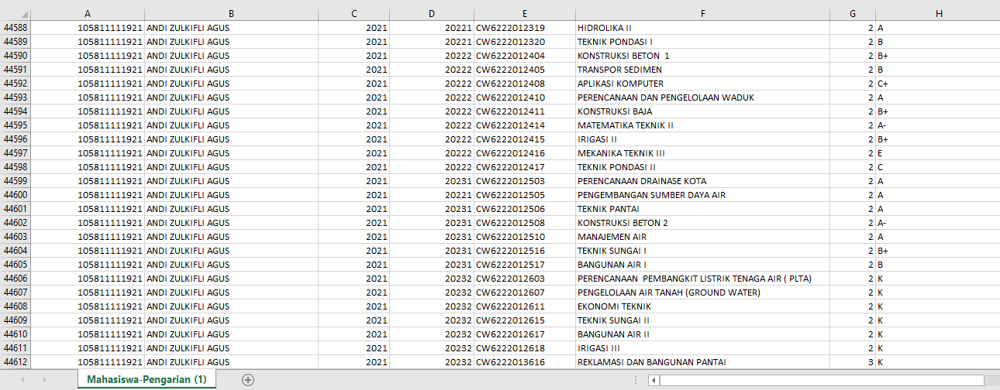 A B C D E F G H
44588 105811111921 ANDI ZULKIFLI AGUS 2021 20221 CW6222012319 HIDROLIKA II 2 A
44589 105811111921 ANDI ZULKIFLI AGUS 2021 20221 CW6222012320 TEKNIK PONDASI I 2 B
44590 105811111921 ANDI ZULKIFLI AGUS 2021 20222 CW6222012404 KONSTRUKSI BETON  1 2 B+
44591 105811111921 ANDI ZULKIFLI AGUS 2021 20222 CW6222012405 TRANSPOR SEDIMEN 2 B
44592 105811111921 ANDI ZULKIFLI AGUS 2021 20222 CW6222012408 APLIKASI KOMPUTER 2 C+
44593 105811111921 ANDI ZULKIFLI AGUS 2021 20222 CW6222012410 PERENCANAAN DAN PENGELOLAAN WADUK 2 A
44594 105811111921 ANDI ZULKIFLI AGUS 2021 20222 CW6222012411 KONSTRUKSI BAJA 2 B+
44595 105811111921 ANDI ZULKIFLI AGUS 2021 20222 CW6222012414 MATEMATIKA TEKNIK II 2 A-
44596 105811111921 ANDI ZULKIFLI AGUS 2021 20222 CW6222012415 IRIGASI II 2 B+
44597 105811111921 ANDI ZULKIFLI AGUS 2021 20222 CW6222012416 MEKANIKA TEKNIK III 2 E
44598 105811111921 ANDI ZULKIFLI AGUS 2021 20222 CW6222012417 TEKNIK PONDASI II 2 C
44599 105811111921 ANDI ZULKIFLI AGUS 2021 20231 CW6222012503 PERENCANAAN DRAINASE KOTA 2 A
44600 105811111921 ANDI ZULKIFLI AGUS 2021 20221 CW6222012505 PENGEMBANGAN SUMBER DAYA AIR 2 A
44601 105811111921 ANDI ZULKIFLI AGUS 2021 20231 CW6222012506 TEKNIK PANTAI 2 A
44602 105811111921 ANDI ZULKIFLI AGUS 2021 20231 CW6222012508 KONSTRUKSI BETON 2 2 A-
44603 105811111921 ANDI ZULKIFLI AGUS 2021 20231 CW6222012510 MANAJEMEN AIR 2 A
44604 105811111921 ANDI ZULKIFLI AGUS 2021 20231 CW6222012516 TEKNIK SUNGAI I 2 B+
44605 105811111921 ANDI ZULKIFLI AGUS 2021 20231 CW6222012517 BANGUNAN AIR I 2 B
44606 105811111921 ANDI ZULKIFLI AGUS 2021 20232 CW6222012603 PERENCANAAN  PEMBANGKIT LISTRIK TENAGA AIR ( PLTA) 2 K
44607 105811111921 ANDI ZULKIFLI AGUS 2021 20232 CW6222012607 PENGELOLAAN AIR TANAH (GROUND WATER) 2 K
44608 105811111921 ANDI ZULKIFLI AGUS 2021 20232 CW6222012611 EKONOMI TEKNIK 2 K
44609 105811111921 ANDI ZULKIFLI AGUS 2021 20232 CW6222012615 TEKNIK SUNGAI II 2 K
44610 105811111921 ANDI ZULKIFLI AGUS 2021 20232 CW6222012617 BANGUNAN AIR II 2 K
44611 105811111921 ANDI ZULKIFLI AGUS 2021 20232 CW6222012618 IRIGASI III 2 K
44612 105811111921 ANDI ZULKIFLI AGUS 2021 20232 CW6222013616 REKLAMASI DAN BANGUNAN PANTAI 3 K
Mahasiswa-Pengarian (1)